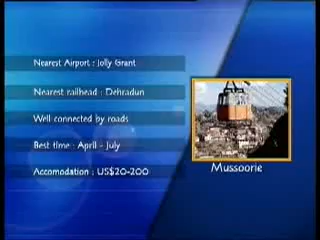 Nearest Airport : Jolly Grant
Nearest railhead : Dehradun
Well connected by roads
Best time : April - July
Accomodation : US$20-200
Mussoorie